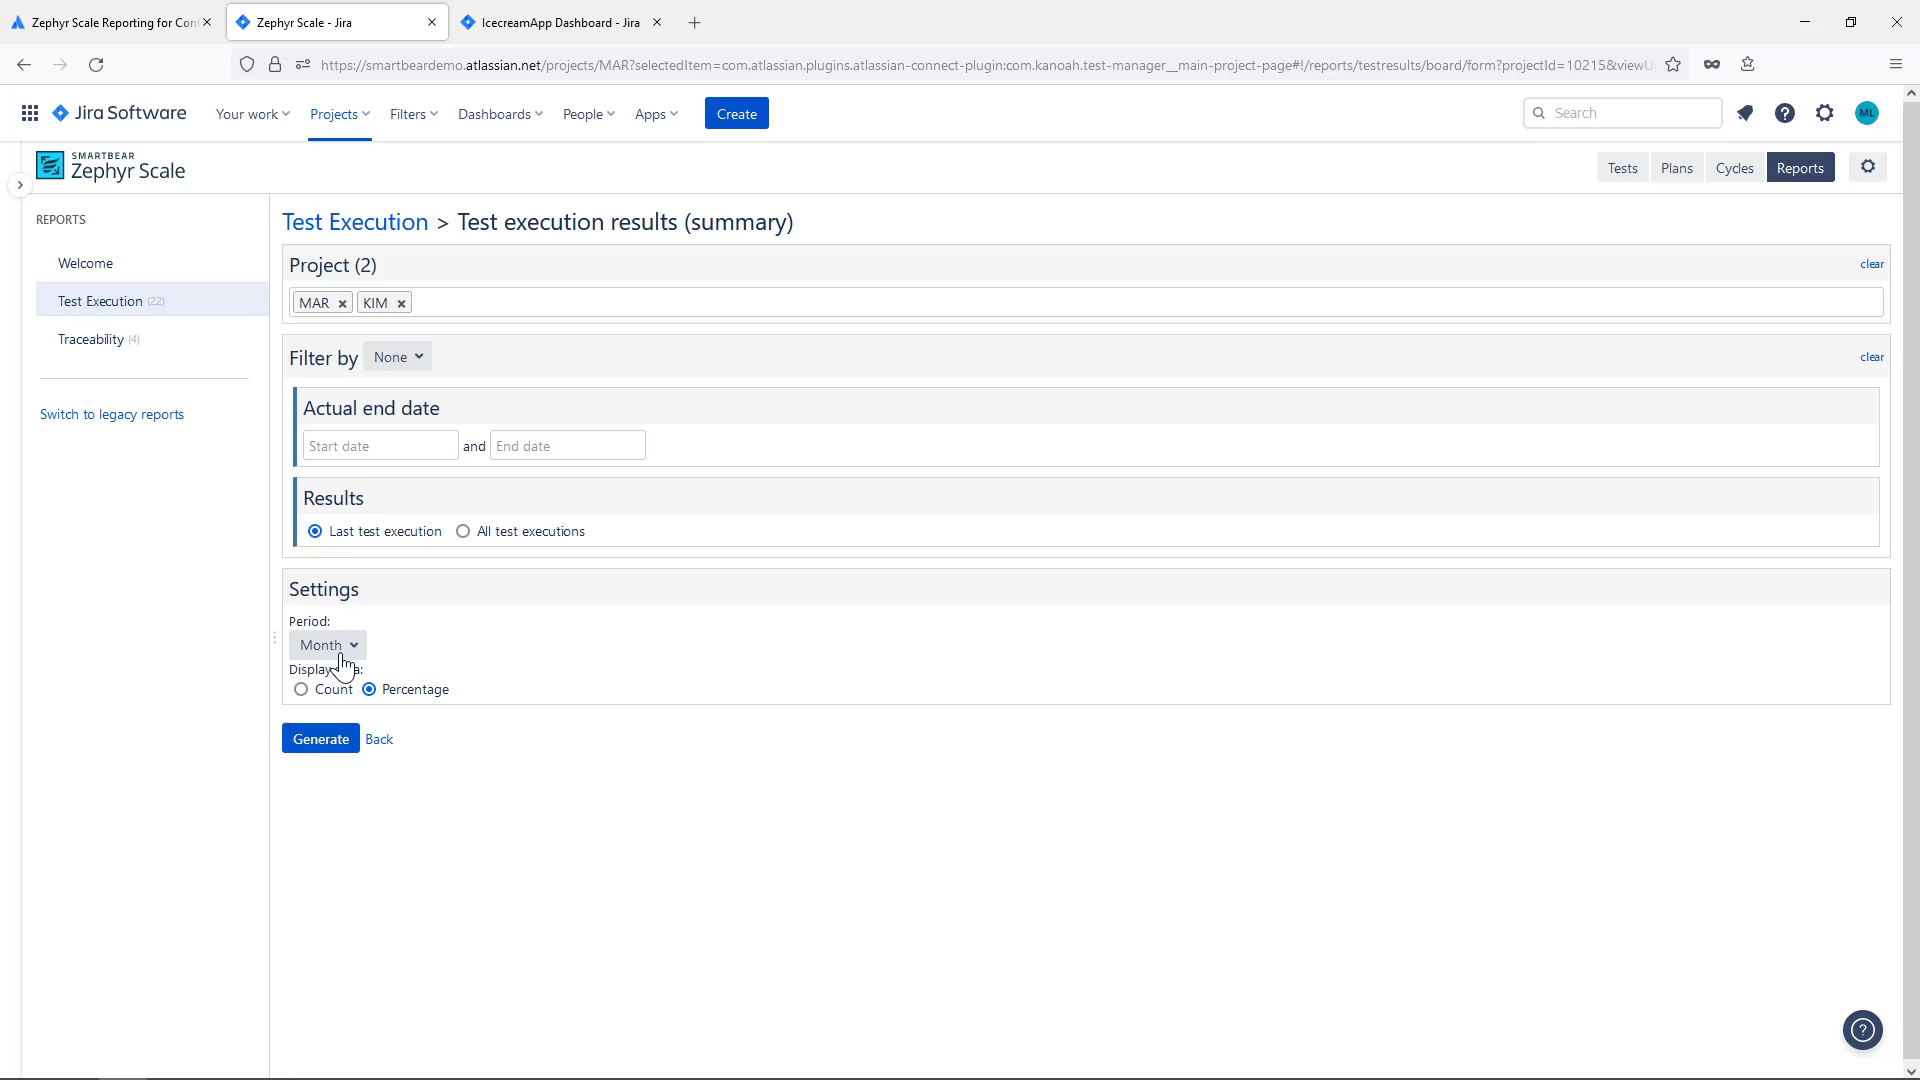 Zephyr Scale Reporting for Con
Zephyr Scale - Jira
IcecreamApp Dashboard - Jira
https://smartbeardemo.atlassian.net/projects/MAR?selectedItem=com.atlassian.plugins.atlassian-connect-plugin:com.kanoah.test-manager__main-project-page#!/reports/testresults/board/form?projectId=10215&viewU
Jira Software
Your work
Projects
Filters
Dashboards
People
Apps
Create
Search
ML
SMARTBEAR
Zephyr Scale
Tests
Plans
Cycles
Reports
REPORTS
Welcome
Test Execution (22)
Traceability (4)
Switch to legacy reports
Test Execution > Test execution results (summary)
Project (2)
clear
MAR
KIM
Filter by None
clear
Actual end date
Start date and End date
Results
Last test execution
All test executions
Settings
Period:
Month
Display a:
Count
Percentage
Generate
Back